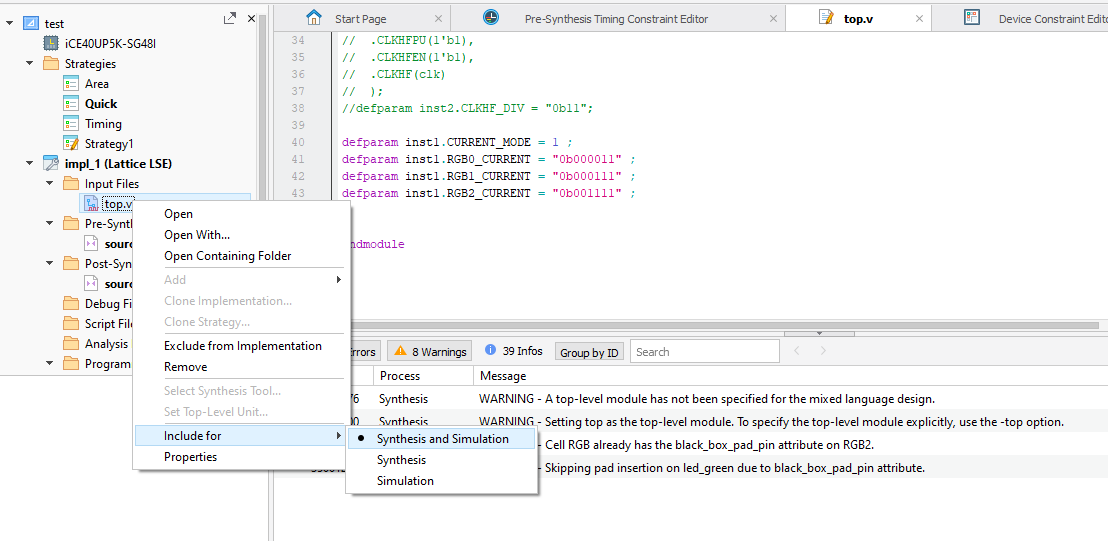 test
iCE40UP5K-SG48I
Strategies
Area
Quick
Timing
Strategy1
impl_1 (Lattice LSE)
Input Files
top.v
Pre-Synth
sourc
Post-Syn
sourc
Debug Fi
Script File
Analysis
Program
Start Page
Pre-Synthesis Timing Constraint Editor
top.v
Device Constraint Edito
34 // .CLKHFPU(1'b1),
35 // .CLKHFEN(1'b1),
36 // .CLKHF(clk)
37 // );
38 //defparam inst2.CLKHF_DIV = "0b11";
39
40 defparam inst1.CURRENT_MODE = 1 ;
41 defparam inst1.RGB0_CURRENT = "0b000011" ;
42 defparam inst1.RGB1_CURRENT = "0b000111" ;
43 defparam inst1.RGB2_CURRENT = "0b001111" ;
ndmodule
Open
Open With...
Open Containing Folder
Add
Clone Implementation...
Clone Strategy...
Exclude from Implementation
Remove
Select Synthesis Tool...
Set Top-Level Unit...
Include for
Properties
Synthesis and Simulation
Synthesis
Simulation
Errors
8 Warnings
39 Infos
Group by ID
Search
Process Message
76 Synthesis WARNING - A top-level module has not been specified for the mixed language design.
00 Synthesis WARNING - Setting top as the top-level module. To specify the top-level module explicitly, use the -top option.
- Cell RGB already has the black_box_pad_pin attribute on RGB2.
- Skipping pad insertion on led_green due to black_box_pad_pin attribute.